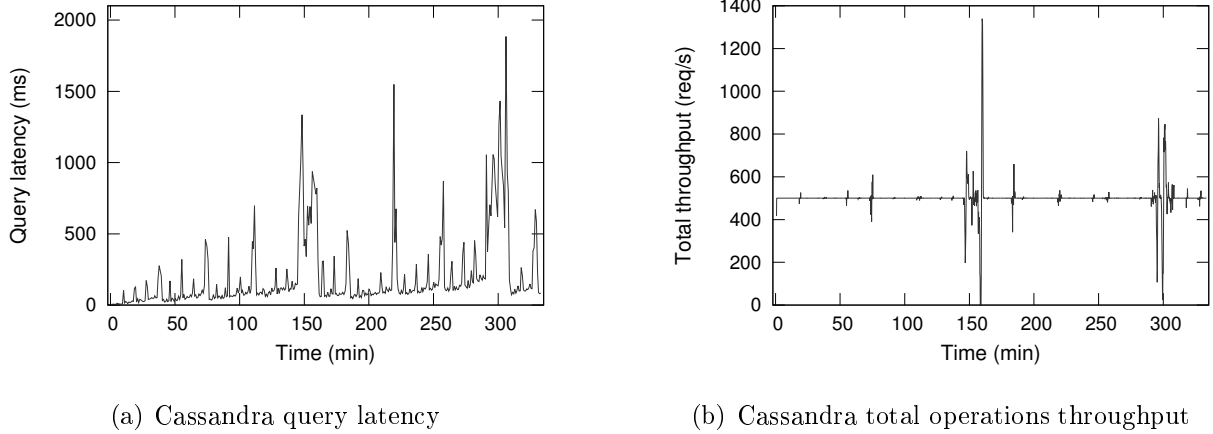 2000
1500
1000
500
0
Query latency (ms)
0 50 100 150 200 250 300
Time (min)
(a) Cassandra query latency
1400
1200
1000
800
600
400
200
0
Total throughput (req/s)
0 50 100 150 200 250 300
Time (min)
(b) Cassandra total operations throughput